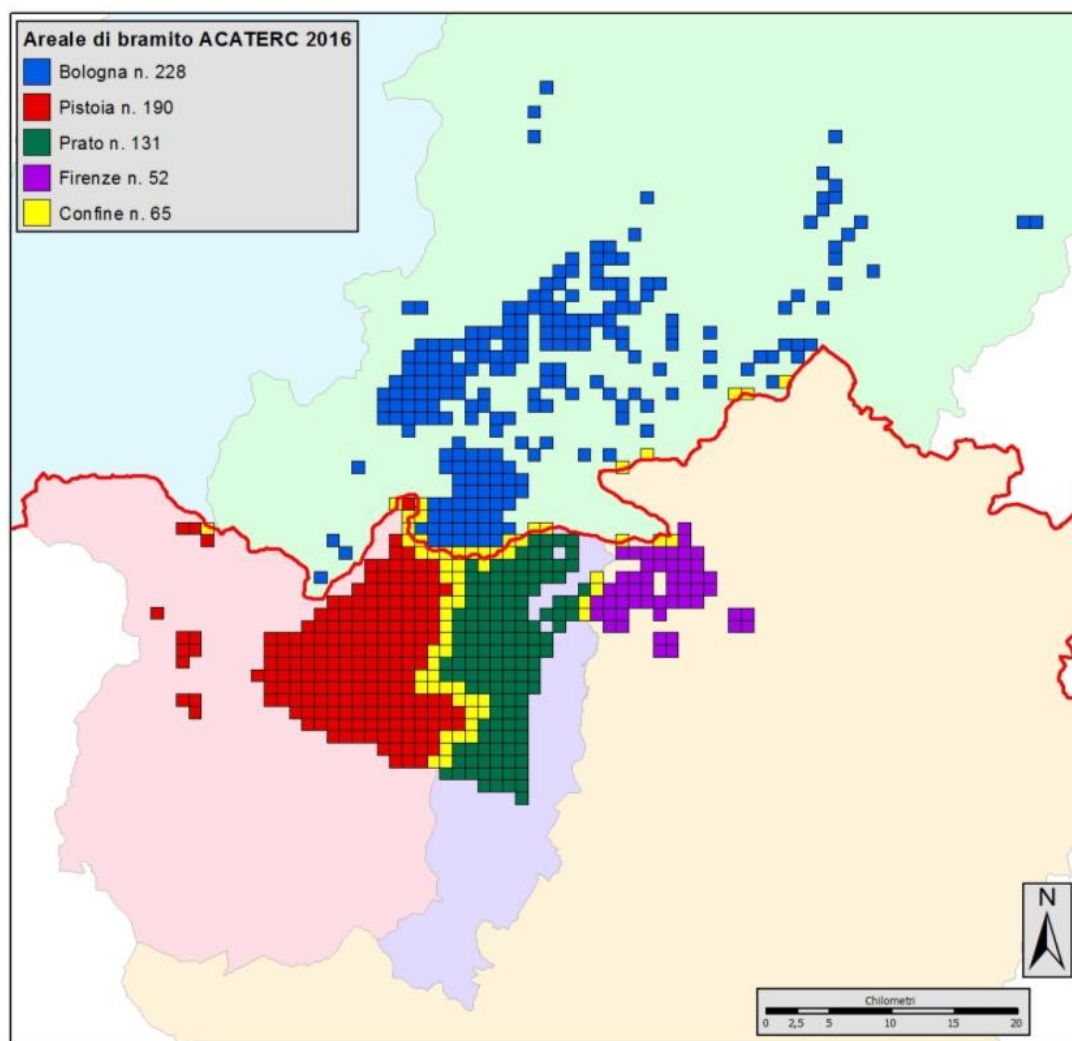 Areale di bramito ACATERC 2016
Bologna n. 228
Pistoia n. 190
Prato n. 131
Firenze n. 52
Confine n. 65
N
Chilometri
0 2,5 5 10 15 20